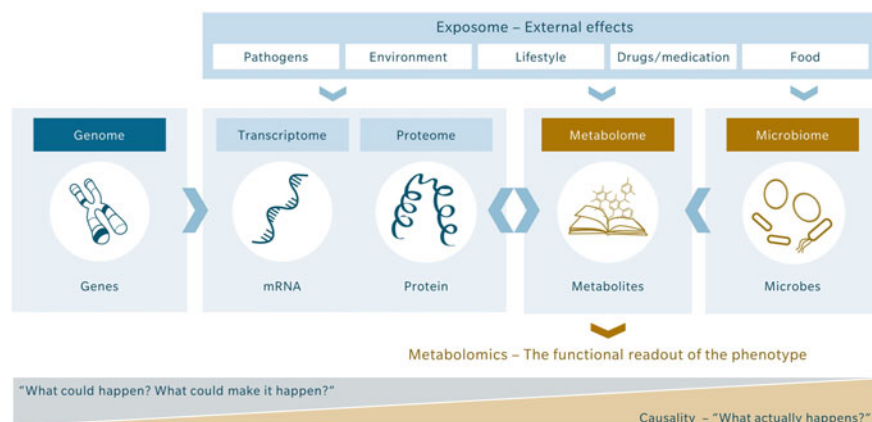 Exposome – External effects
Pathogens
Environment
Lifestyle
Drugs/medication
Food
Genome
Transcriptome
Proteome
Metabolome
Microbiome
Genes
mRNA
Protein
Metabolites
Microbes
Metabolomics – The functional readout of the phenotype
"What could happen? What could make it happen?"
Causality – "What actually happens?"